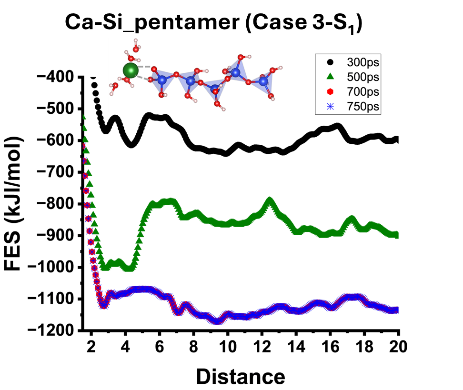 Ca-Si_pentamer (Case 3-S₁)
300ps
500ps
700ps
750ps
FES (kJl/mol)
−400
−500
−600
−700
−800
−900
−1000
−1100
−1200
2 4 6 8 10 12 14 16 18 20
Distance